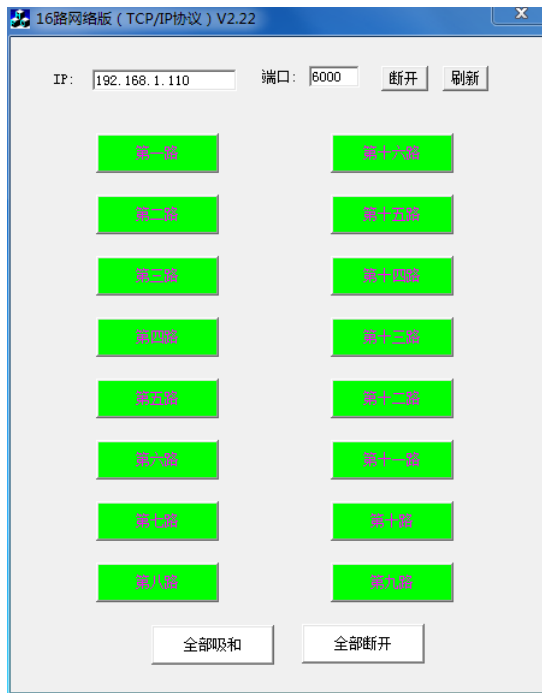 16路网络版（TCP/IP协议）V2.22
IP: 192.168.1.110 端口: 6000 断开 刷新
第一路 第十六路
第二路 第十五路
第三路 第十四路
第四路 第十三路
第五路 第十二路
第六路 第十一路
第七路 第十路
第八路 第九路
全部吸和 全部断开